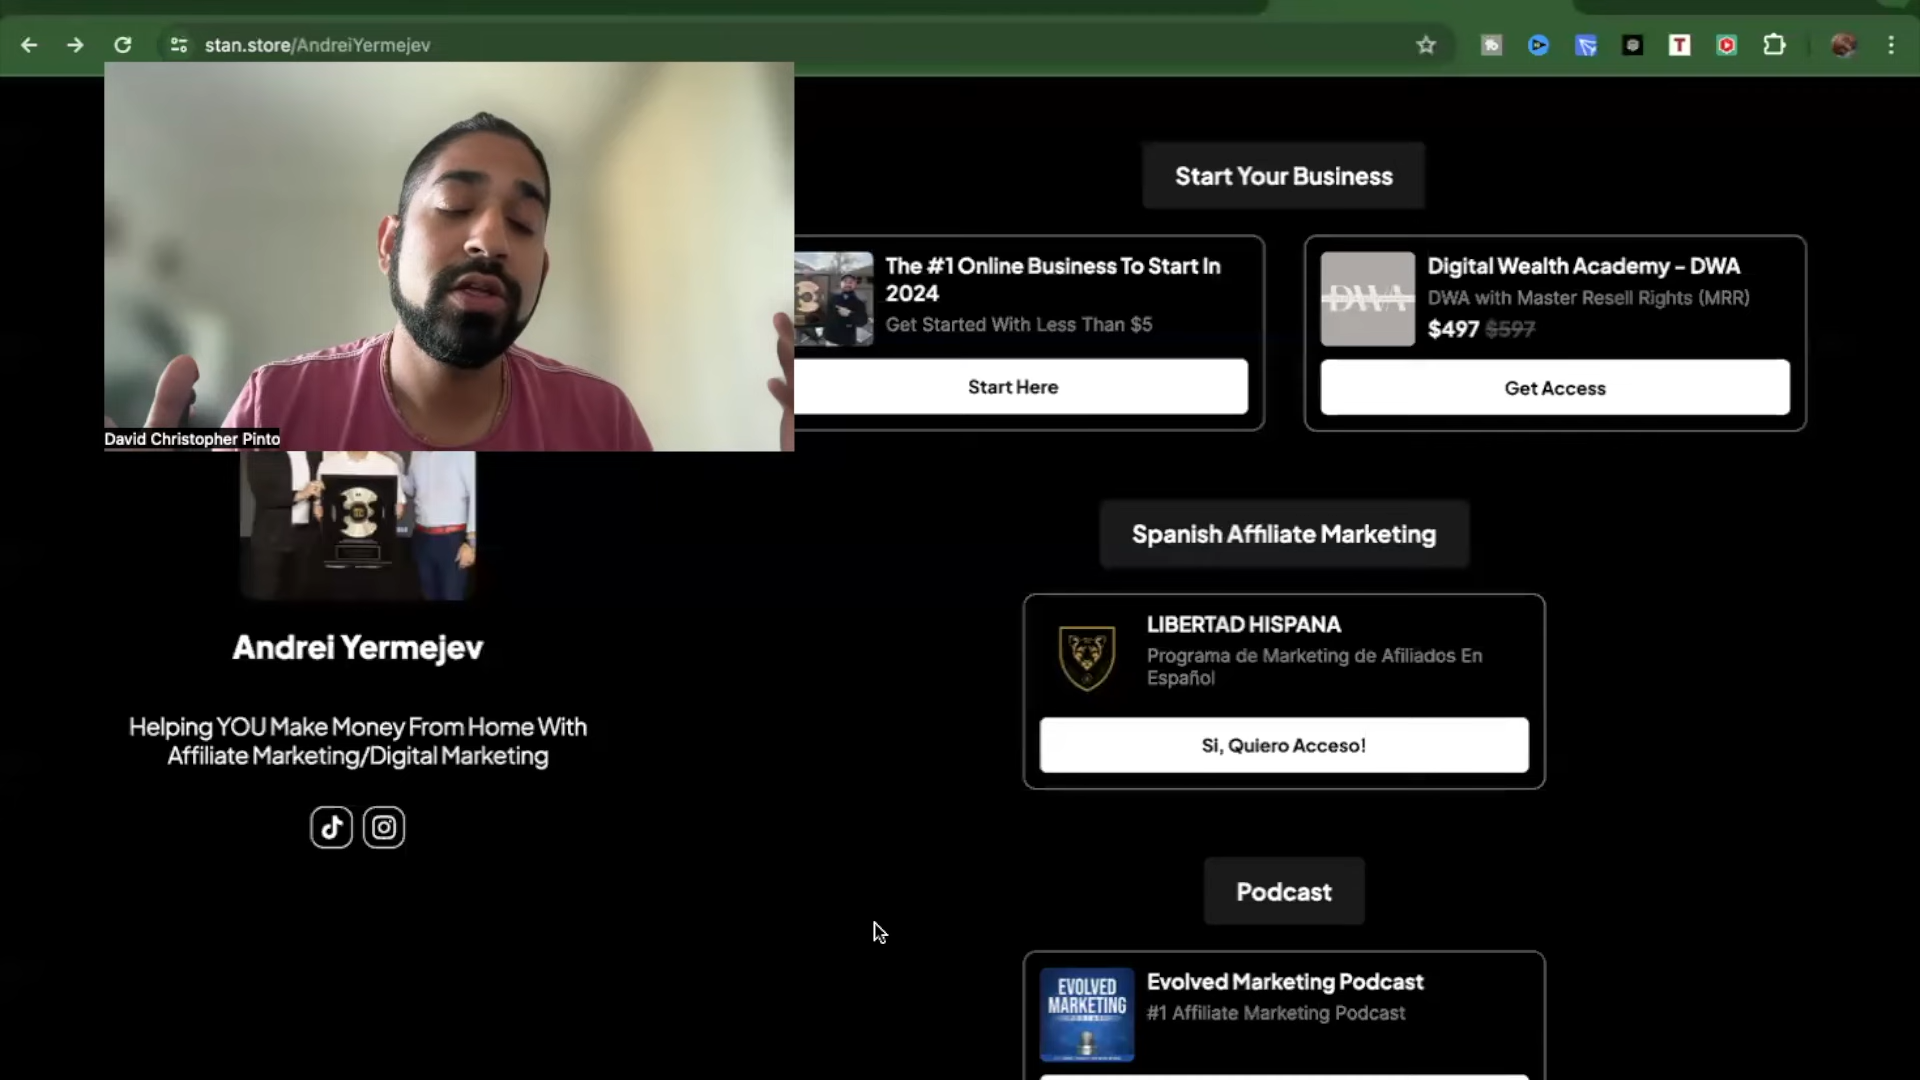 stan.store/AndreiYermejev
David Christopher Pinto
Andrei Yermejev
Helping YOU Make Money From Home With
Affiliate Marketing/Digital Marketing
Start Your Business
The #1 Online Business To Start In
2024
Get Started With Less Than $5
Start Here
Digital Wealth Academy - DWA
DWA with Master Resell Rights (MRR)
$497 $597
DWA
Get Access
Spanish Affiliate Marketing
LIBERTAD HISPANA
Programa de Marketing de Afiliados En
Español
Si, Quiero Acceso!
Podcast
Evolved Marketing Podcast
#1 Affiliate Marketing Podcast
EVOLVED
MARKETING